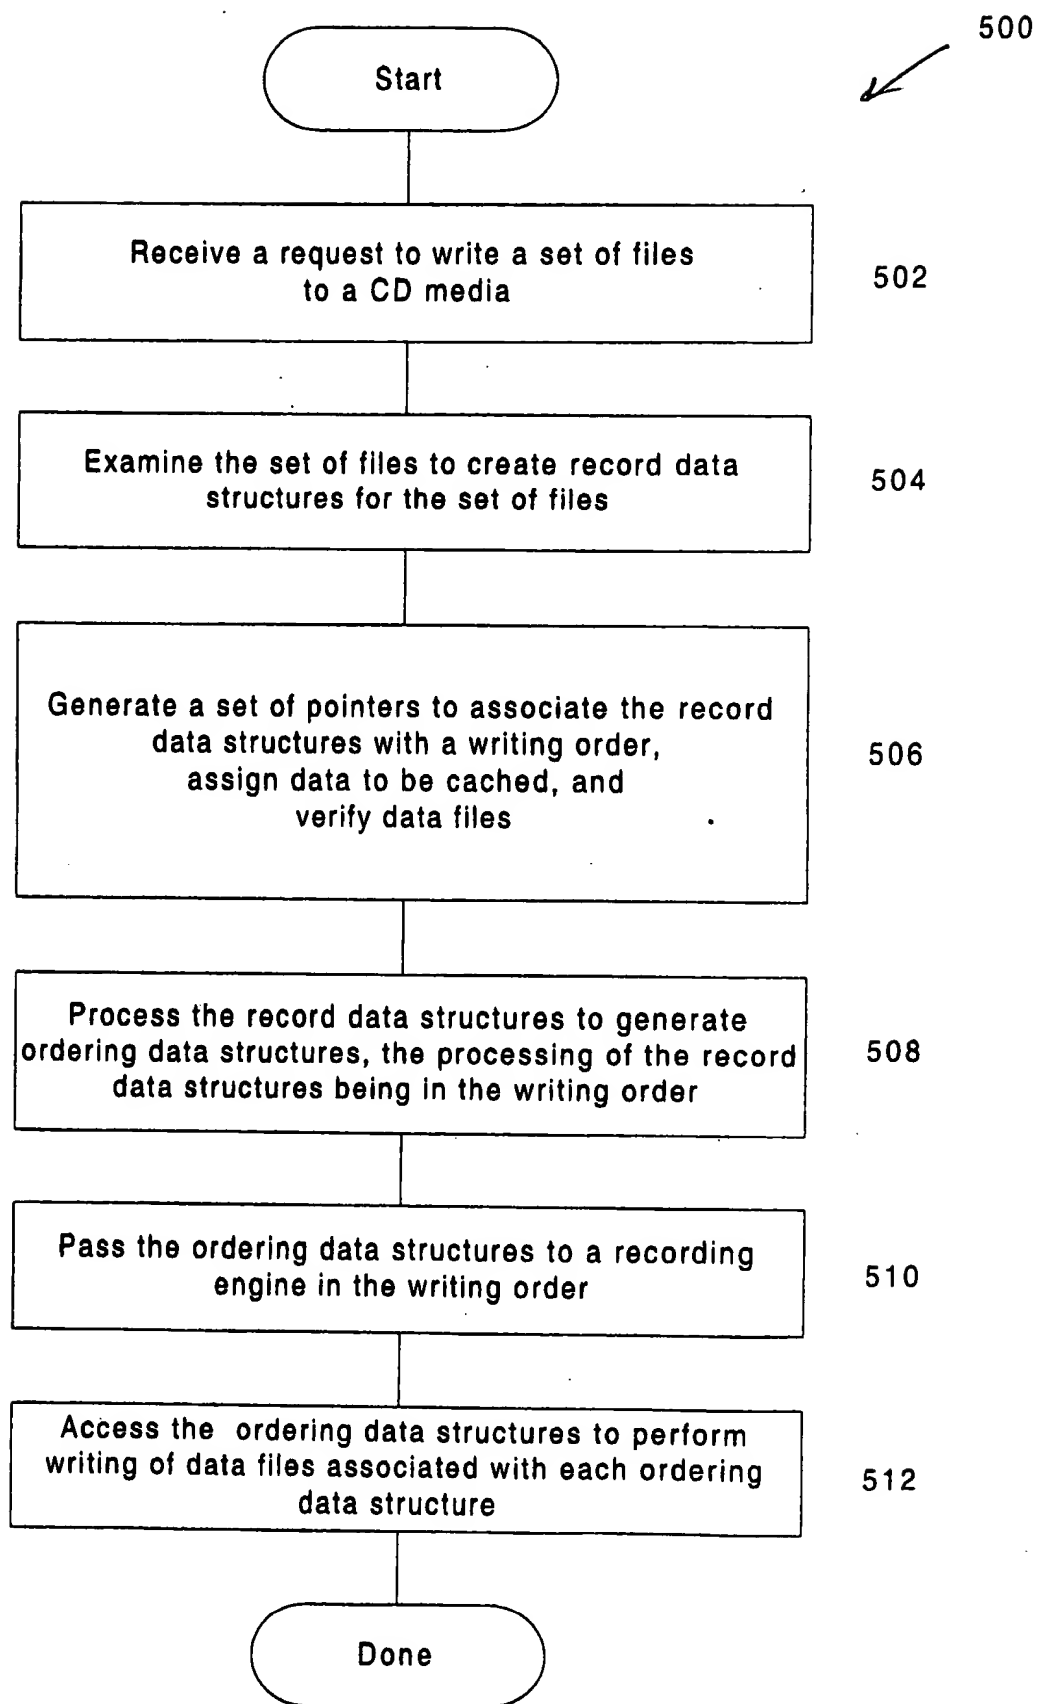 500
Start
Receive a request to write a set of files
to a CD media
502
Examine the set of files to create record data
structures for the set of files
504
Generate a set of pointers to associate the record
data structures with a writing order,
assign data to be cached, and
verify data files
506
Process the record data structures to generate
ordering data structures, the processing of the record
data structures being in the writing order
508
Pass the ordering data structures to a recording
engine in the writing order
510
Access the ordering data structures to perform
writing of data files associated with each ordering
data structure
512
Done